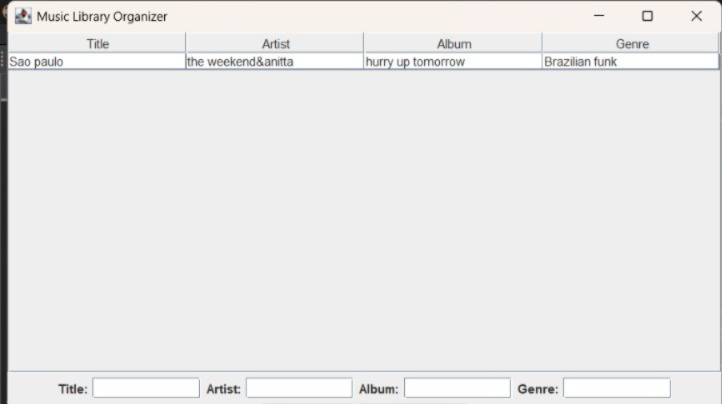 Music Library Organizer
Title Artist Album Genre
Sao paulo the weekend&anitta hurry up tomorrow Brazilian funk
Title: Artist: Album: Genre: